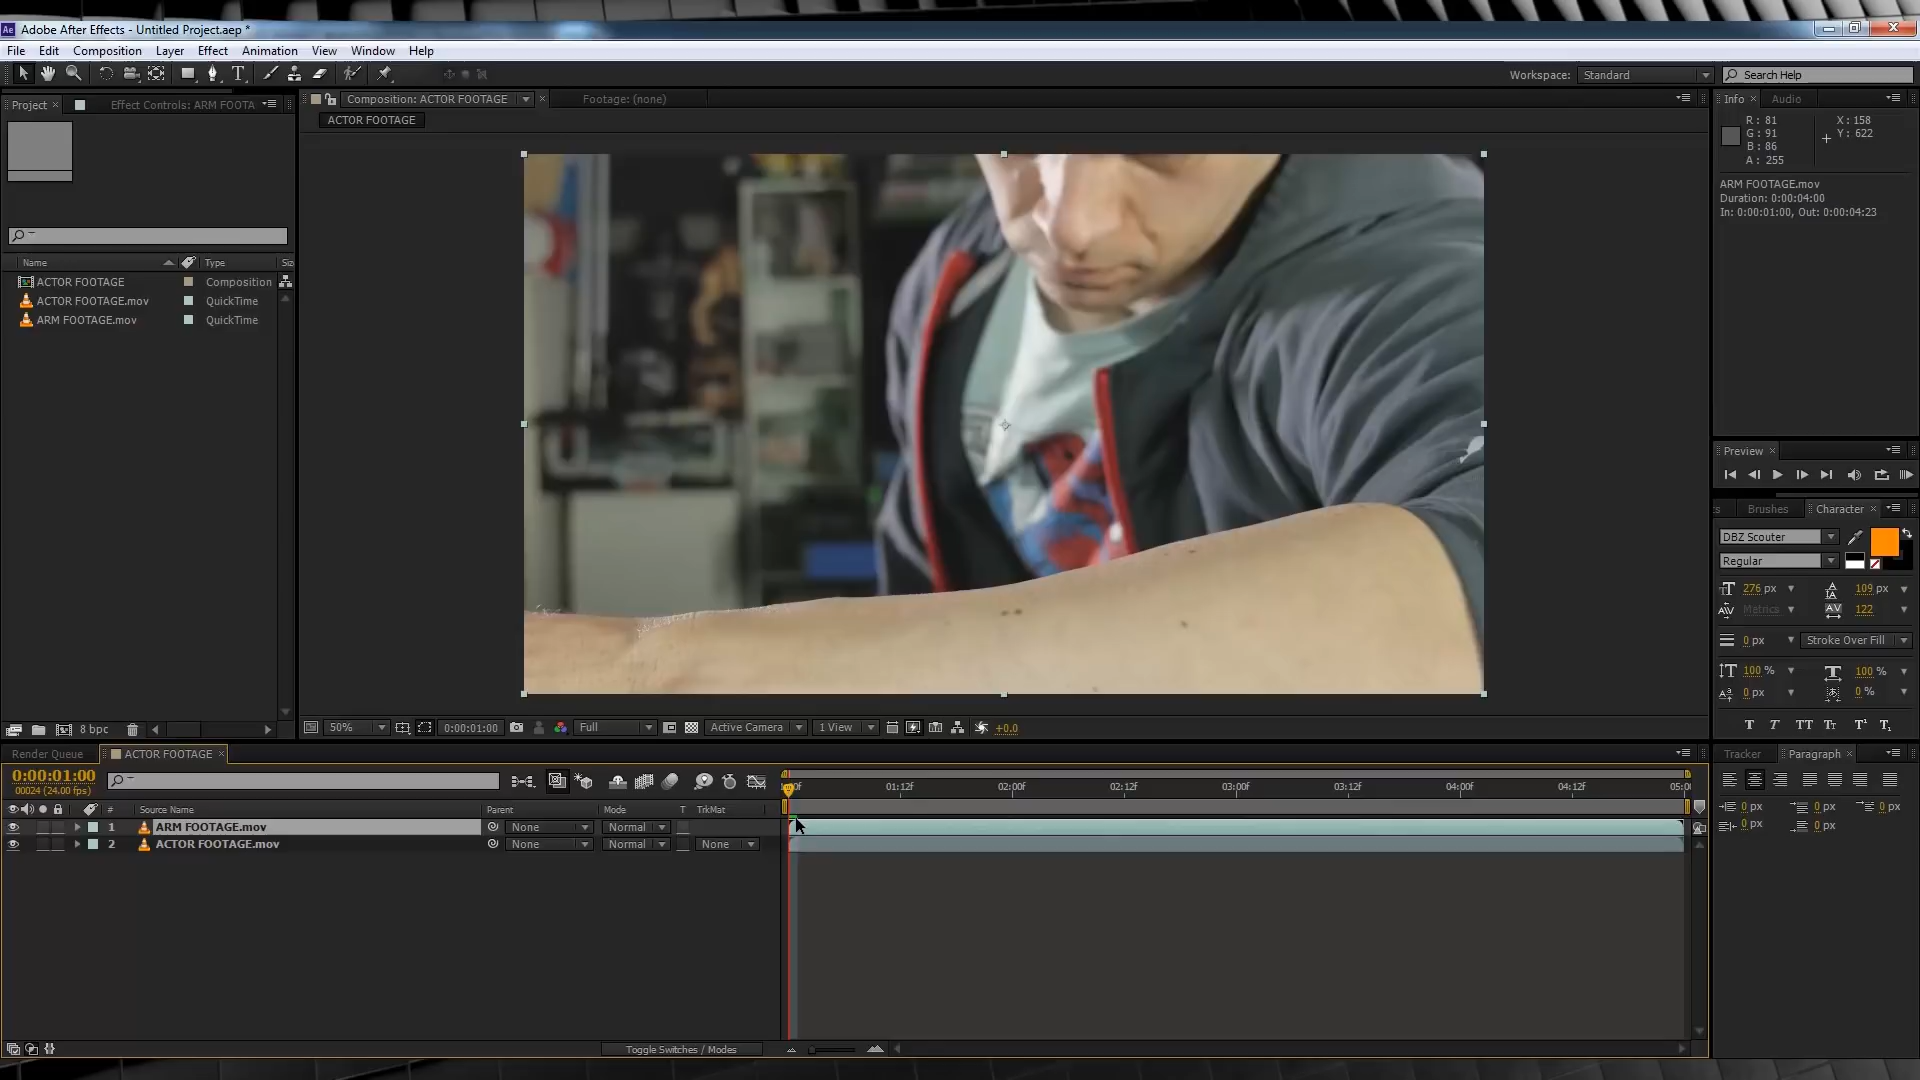 Adobe After Effects - Untitled Project.aep *
File Edit Composition Layer Effect Animation View Window Help
Workspace: Standard Search Help
Project Effect Controls: ARM FOOTA
Composition: ACTOR FOOTAGE Footage: (none)
Info Audio
ACTOR FOOTAGE
R: 81 X: 158
G: 91 Y: 622
B: 86
A: 255
ARM FOOTAGE.mov
Duration: 0:00:04:00
In: 0:00:01:00, Out: 0:00:04:23
Name Type Siz
ACTOR FOOTAGE Composition
ACTOR FOOTAGE.mov QuickTime
ARM FOOTAGE.mov QuickTime
Preview
Brushes Character
DBZ Scouter
Regular
276 px 109 px
Metrics 122
0 px Stroke Over Fill
100 % 100 %
0 px 0 %
T T TT Tt T¹ T₁
8 bpc
50% 0:00:01:00 Full Active Camera 1 View +0.0
Render Queue ACTOR FOOTAGE
Tracker Paragraph
0:00:01:00
00024 (24.00 fps)
01:12f 02:00f 02:12f 03:00f 03:12f 04:00f 04:12f 05:0
# Source Name Parent Mode T TrkMat
1 ARM FOOTAGE.mov None Normal
2 ACTOR FOOTAGE.mov None Normal None
0 px 0 px 0 px
0 px 0 px
Toggle Switches / Modes